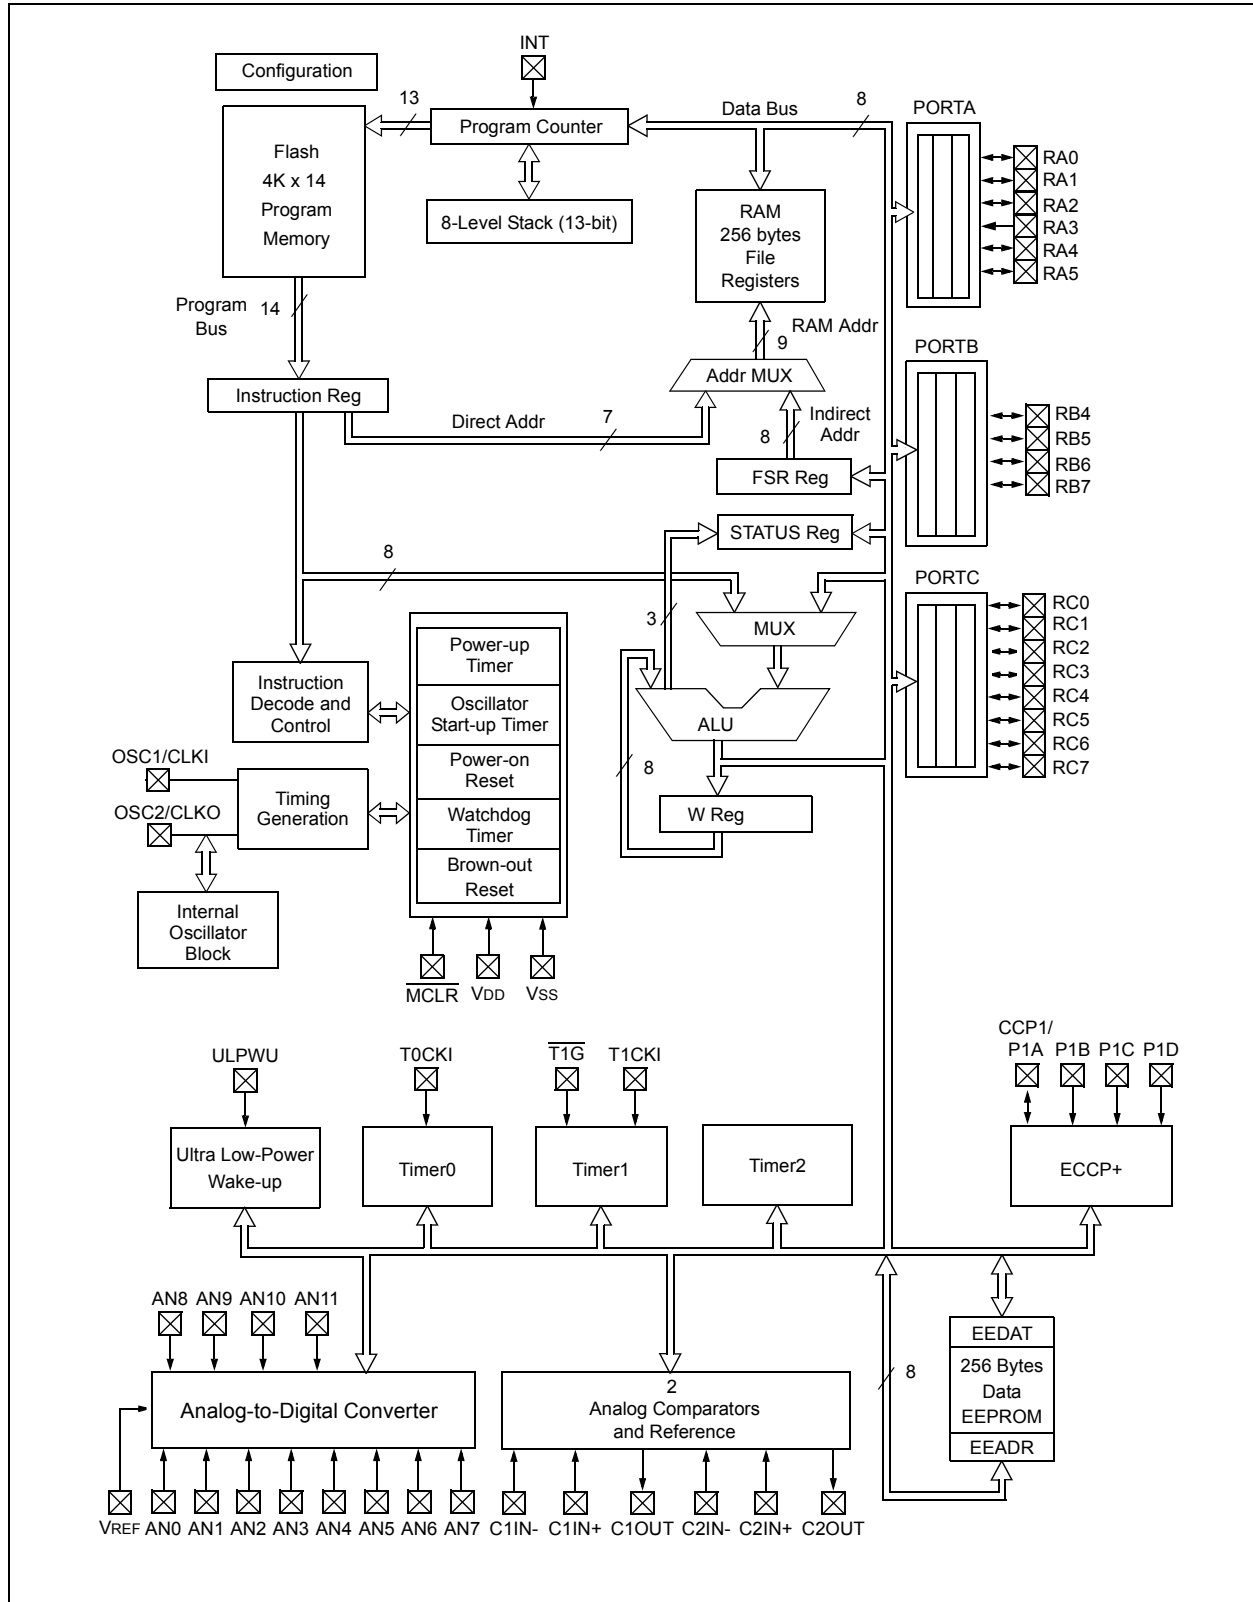 INT
Configuration
13
Data Bus
8
PORTA
Program Counter
Flash
4K x 14
Program
Memory
8-Level Stack (13-bit)
RAM
256 bytes
File
Registers
RA0
RA1
RA2
RA3
RA4
RA5
Program
Bus
14
RAM Addr
9
PORTB
Addr MUX
Instruction Reg
Direct Addr
7
Indirect
Addr
8
FSR Reg
RB4
RB5
RB6
RB7
STATUS Reg
8
PORTC
3
MUX
RC0
RC1
RC2
RC3
RC4
RC5
RC6
RC7
Power-up
Timer
Instruction
Decode and
Control
Oscillator
Start-up Timer
ALU
OSC1/CLKI
Power-on
Reset
8
Timing
Generation
OSC2/CLKO
Watchdog
Timer
W Reg
Brown-out
Reset
Internal
Oscillator
Block
MCLR
VDD
VSS
ULPWU
T0CKI
T1G
T1CKI
CCP1/
P1A
P1B
P1C
P1D
Ultra Low-Power
Wake-up
Timer0
Timer1
Timer2
ECCP+
AN8
AN9
AN10
AN11
EEDAT
256 Bytes
Data
EEPROM
EEADR
8
Analog-to-Digital Converter
2
Analog Comparators
and Reference
VREF
AN0
AN1
AN2
AN3
AN4
AN5
AN6
AN7
C1IN-
C1IN+
C1OUT
C2IN-
C2IN+
C2OUT